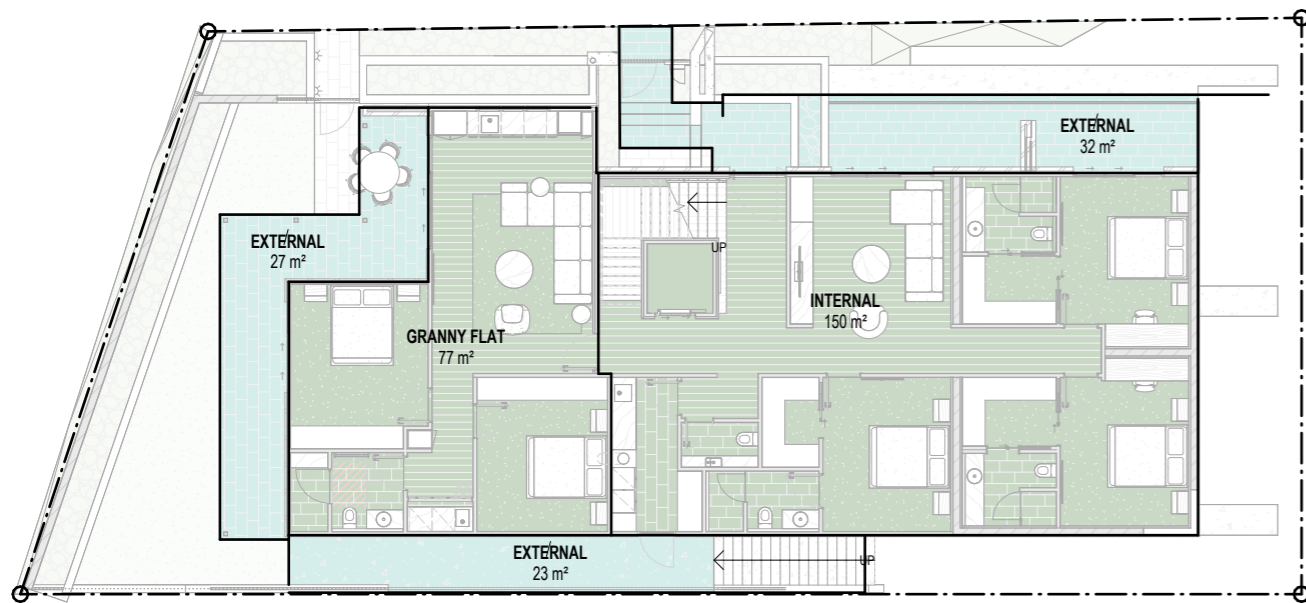 EXTERNAL
32 m²
EXTERNAL
27 m²
UP
INTERNAL
150 m²
GRANNY FLAT
77 m²
EXTERNAL
23 m²
UP